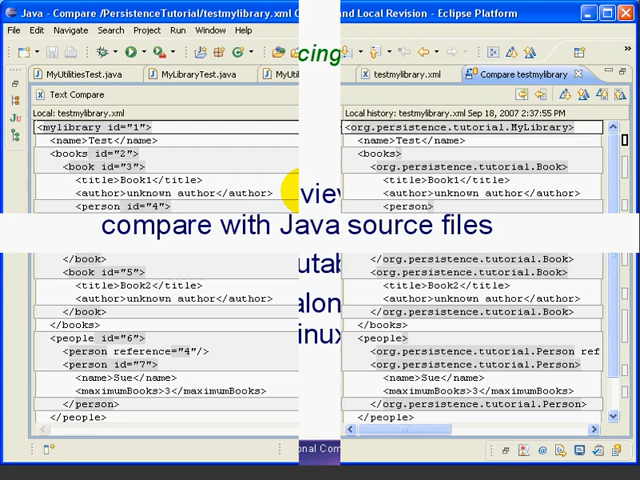 Java - Compare /PersistenceTutorial/testmylibrary.xml C and Local Revision - Eclipse Platform
File Edit Navigate Search Project Run Window Help
cing
MyUtilitiesTest.java MyLibraryTest.java MyUti testmylibrary.xml Compare testmylibrary
Text Compare
Local: testmylibrary.xml Local history: testmylibrary.xml Sep 18, 2007 2:37:55 PM
<mylibrary id="1"> <org.persistence.tutorial.MyLibrary>
<name>Test</name> <name>Test</name>
<books id="2"> <books>
<book id="3"> <org.persistence.tutorial.Book>
<title>Book1</title> <title>Book1</title>
<author>unknown author</author> view <author>unknown author</author>
<person id="4"> <person>
compare with Java source files
</book> utab </org.persistence.tutorial.Book>
<book id="5"> <org.persistence.tutorial.Book>
<title>Book2</title> <title>Book2</title>
<author>unknown author</author> alon <author>unknown author</author>
</book> </org.persistence.tutorial.Book>
</books> inux </books>
<people id="6"> <people>
<person reference="4"/> <org.persistence.tutorial.Person ref
<person id="7"> <org.persistence.tutorial.Person>
<name>Sue</name> <name>Sue</name>
<maximumBooks>3</maximumBooks> <maximumBooks>3</maximumBooks>
</person> </org.persistence.tutorial.Person>
</people> </people>
onal Com